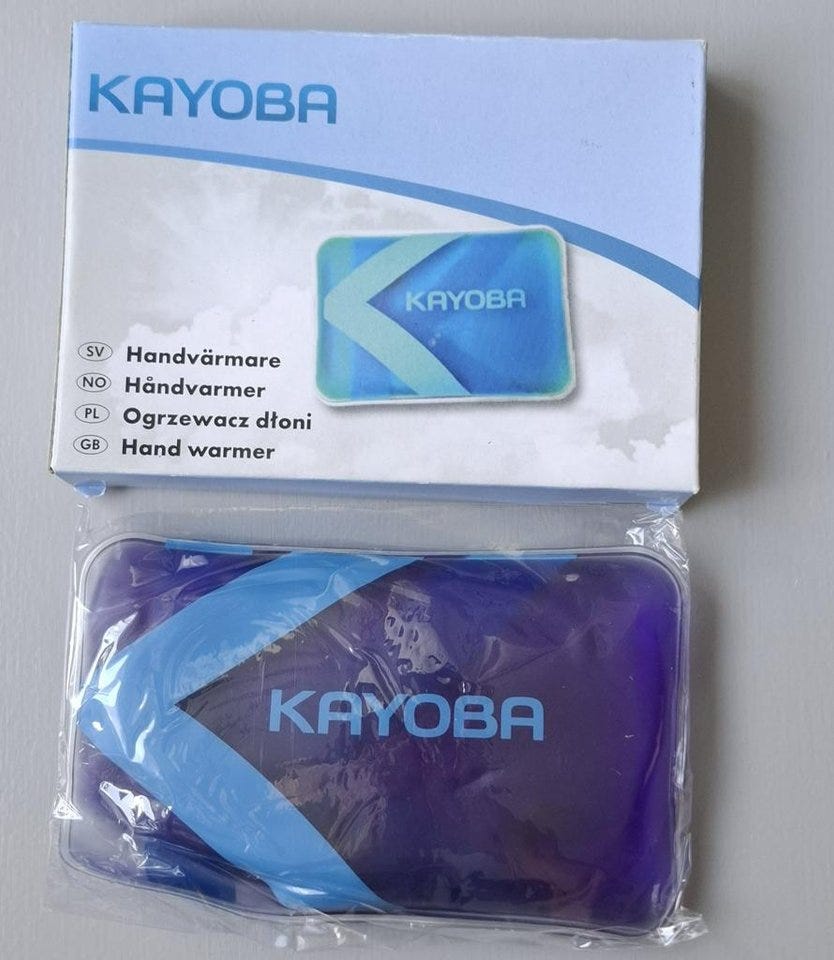 KAYOBA
KAYOBA
SV Handvärmare
NO Håndvarmer
PL Ogrzewacz dłoni
GB Hand warmer
KAYOBA